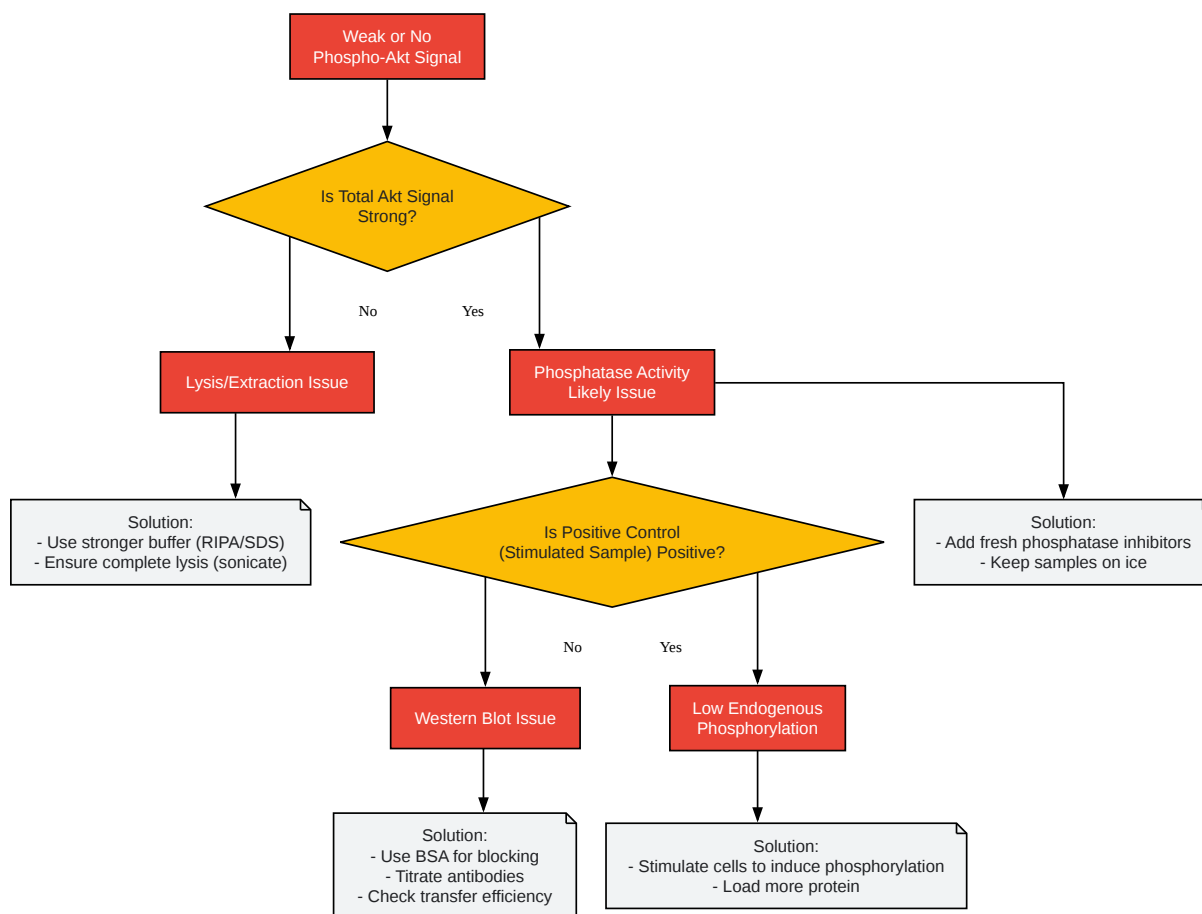 Weak or No
Phospho-Akt Signal
Is Total Akt Signal
Strong?
No
Yes
Lysis/Extraction Issue
Phosphatase Activity
Likely Issue
Solution:
- Use stronger buffer (RIPA/SDS)
- Ensure complete lysis (sonicate)
Is Positive Control
(Stimulated Sample) Positive?
Solution:
- Add fresh phosphatase inhibitors
- Keep samples on ice
No
Yes
Western Blot Issue
Low Endogenous
Phosphorylation
Solution:
- Use BSA for blocking
- Titrate antibodies
- Check transfer efficiency
Solution:
- Stimulate cells to induce phosphorylation
- Load more protein